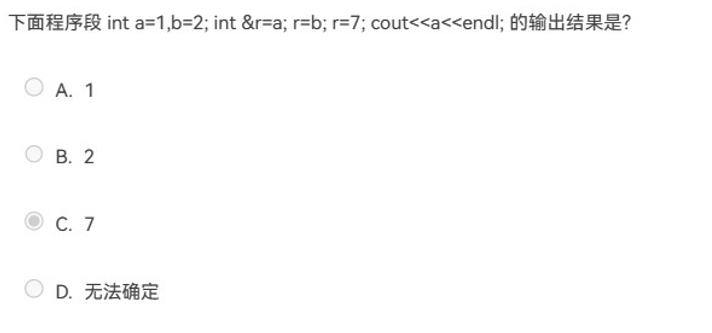 下面程序段 int a=1,b=2; int &r=a; r=b; r=7; cout<<a<<endl; 的输出结果是?
A. 1
B. 2
C. 7
D. 无法确定